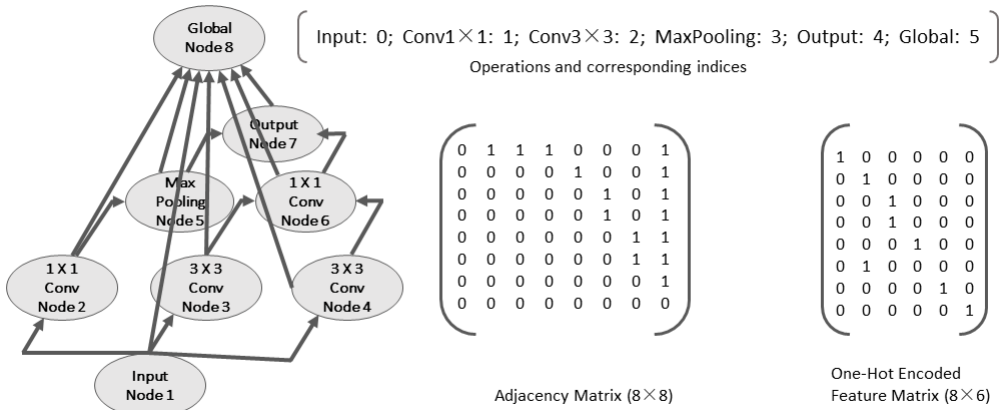 Global
Node 8
Input: 0; Conv1×1: 1; Conv3×3: 2; MaxPooling: 3; Output: 4; Global: 5
Operations and corresponding indices
Output
Node 7
Max
Pooling
Node 5
1 X 1
Conv
Node 6
1 X 1
Conv
Node 2
3 X 3
Conv
Node 3
3 X 3
Conv
Node 4
Input
Node 1
0 1 1 1 0 0 0 1
0 0 0 0 1 0 0 1
0 0 0 0 0 1 0 1
0 0 0 0 0 1 0 1
0 0 0 0 0 0 1 1
0 0 0 0 0 0 1 1
0 0 0 0 0 0 0 1
0 0 0 0 0 0 0 0
Adjacency Matrix (8×8)
1 0 0 0 0 0
0 1 0 0 0 0
0 0 1 0 0 0
0 0 1 0 0 0
0 0 0 1 0 0
0 1 0 0 0 0
0 0 0 0 1 0
0 0 0 0 0 1
One-Hot Encoded
Feature Matrix (8×6)